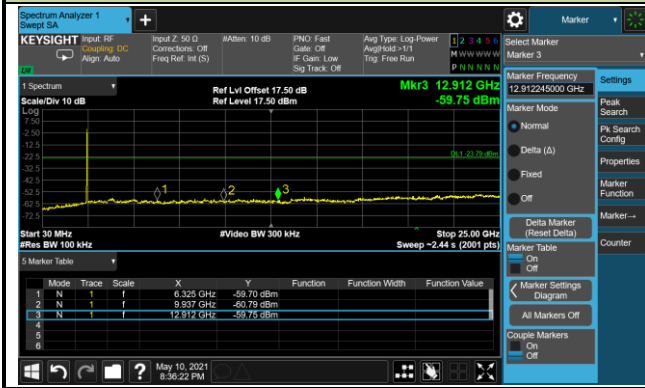 Spectrum Analyzer 1
Swept SA
+
Marker
KEYSIGHT
Input: RF
Coupling: DC
Align: Auto
Input Z: 50 Ω
Corrections: Off
Freq Ref: Int (S)
#Atten: 10 dB
PNO: Fast
Gate: Off
IF Gain: Low
Sig Track: Off
Avg Type: Log-Power
Avg|Hold:>1/1
Trig: Free Run
1 2 3 4 5 6
M W W W W W
P N N N N N
Select Marker
Marker 3
Marker Frequency
12.912245000 GHz
Marker Mode
Normal
Delta (Δ)
Fixed
Off
Delta Marker
(Reset Delta)
Marker Table
On
Off
Marker Settings
Diagram
All Markers Off
Couple Markers
On
Off
Settings
Peak
Search
Pk Search
Config
Properties
Marker
Function
Marker→
Counter
1 Spectrum
Scale/Div 10 dB
Log
Ref Lvl Offset 17.50 dB
Ref Level 17.50 dBm
Mkr3 12.912 GHz
-59.75 dBm
7.50
-2.50
-12.5
-22.5
-32.5
-42.5
-52.5
-62.5
-72.5
DL1 -23.79 dBm
1
2
3
Start 30 MHz
#Res BW 100 kHz
#Video BW 300 kHz
Stop 25.00 GHz
Sweep ~2.44 s (2001 pts)
5 Marker Table
Mode Trace Scale X Y Function Function Width Function Value
1 N 1 f 6.325 GHz -59.70 dBm
2 N 1 f 9.937 GHz -60.79 dBm
3 N 1 f 12.912 GHz -59.75 dBm
4
5
6
?
May 10, 2021
8:36:22 PM